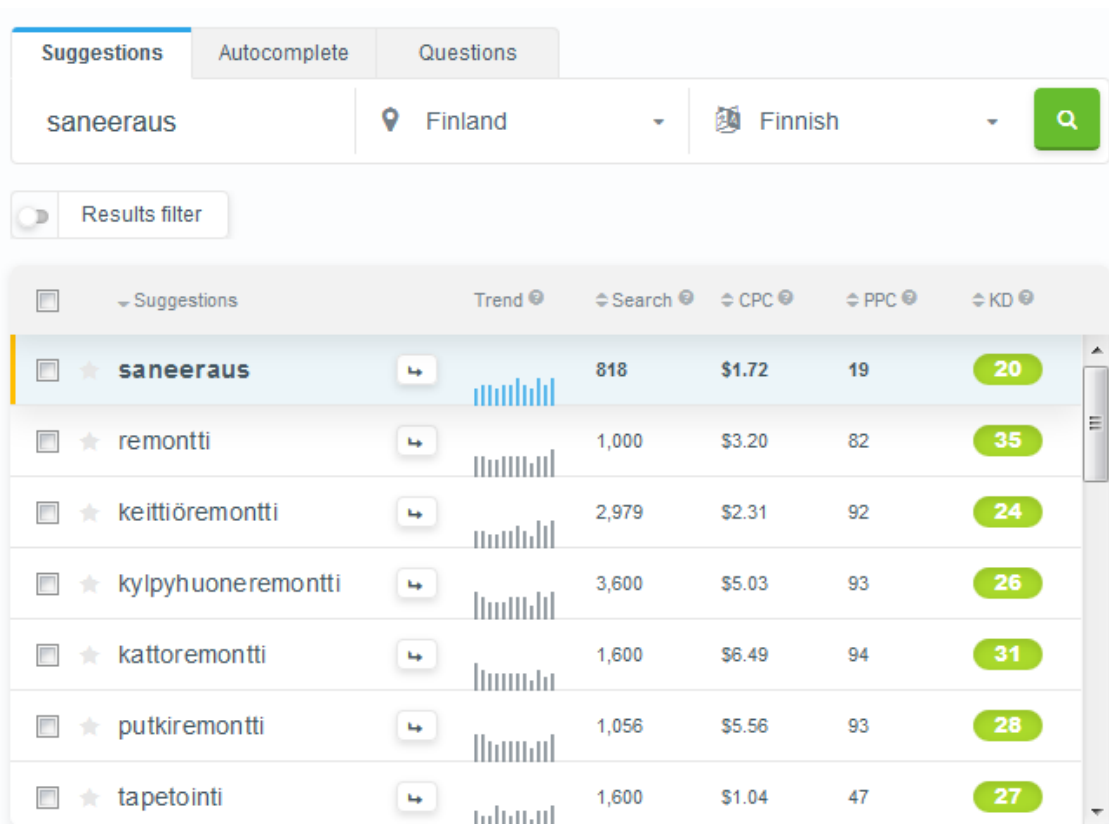 Suggestions Autocomplete Questions
saneeraus Finland Finnish
Results filter
Suggestions Trend Search CPC PPC KD
saneeraus 818 $1.72 19 20
remontti 1,000 $3.20 82 35
keittiöremontti 2,979 $2.31 92 24
kylpyhuoneremontti 3,600 $5.03 93 26
kattoremontti 1,600 $6.49 94 31
putkiremontti 1,056 $5.56 93 28
tapetointi 1,600 $1.04 47 27